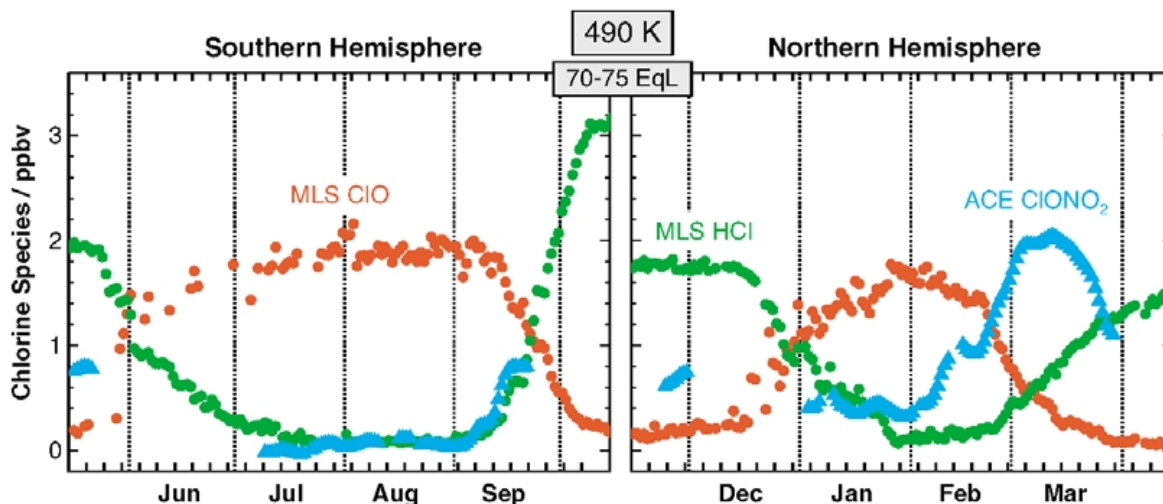 Southern Hemisphere
490 K
Northern Hemisphere
70-75 EqL
Chlorine Species / ppbv
3
2
1
0
MLS ClO
MLS HCl
ACE ClONO₂
Jun
Jul
Aug
Sep
Dec
Jan
Feb
Mar